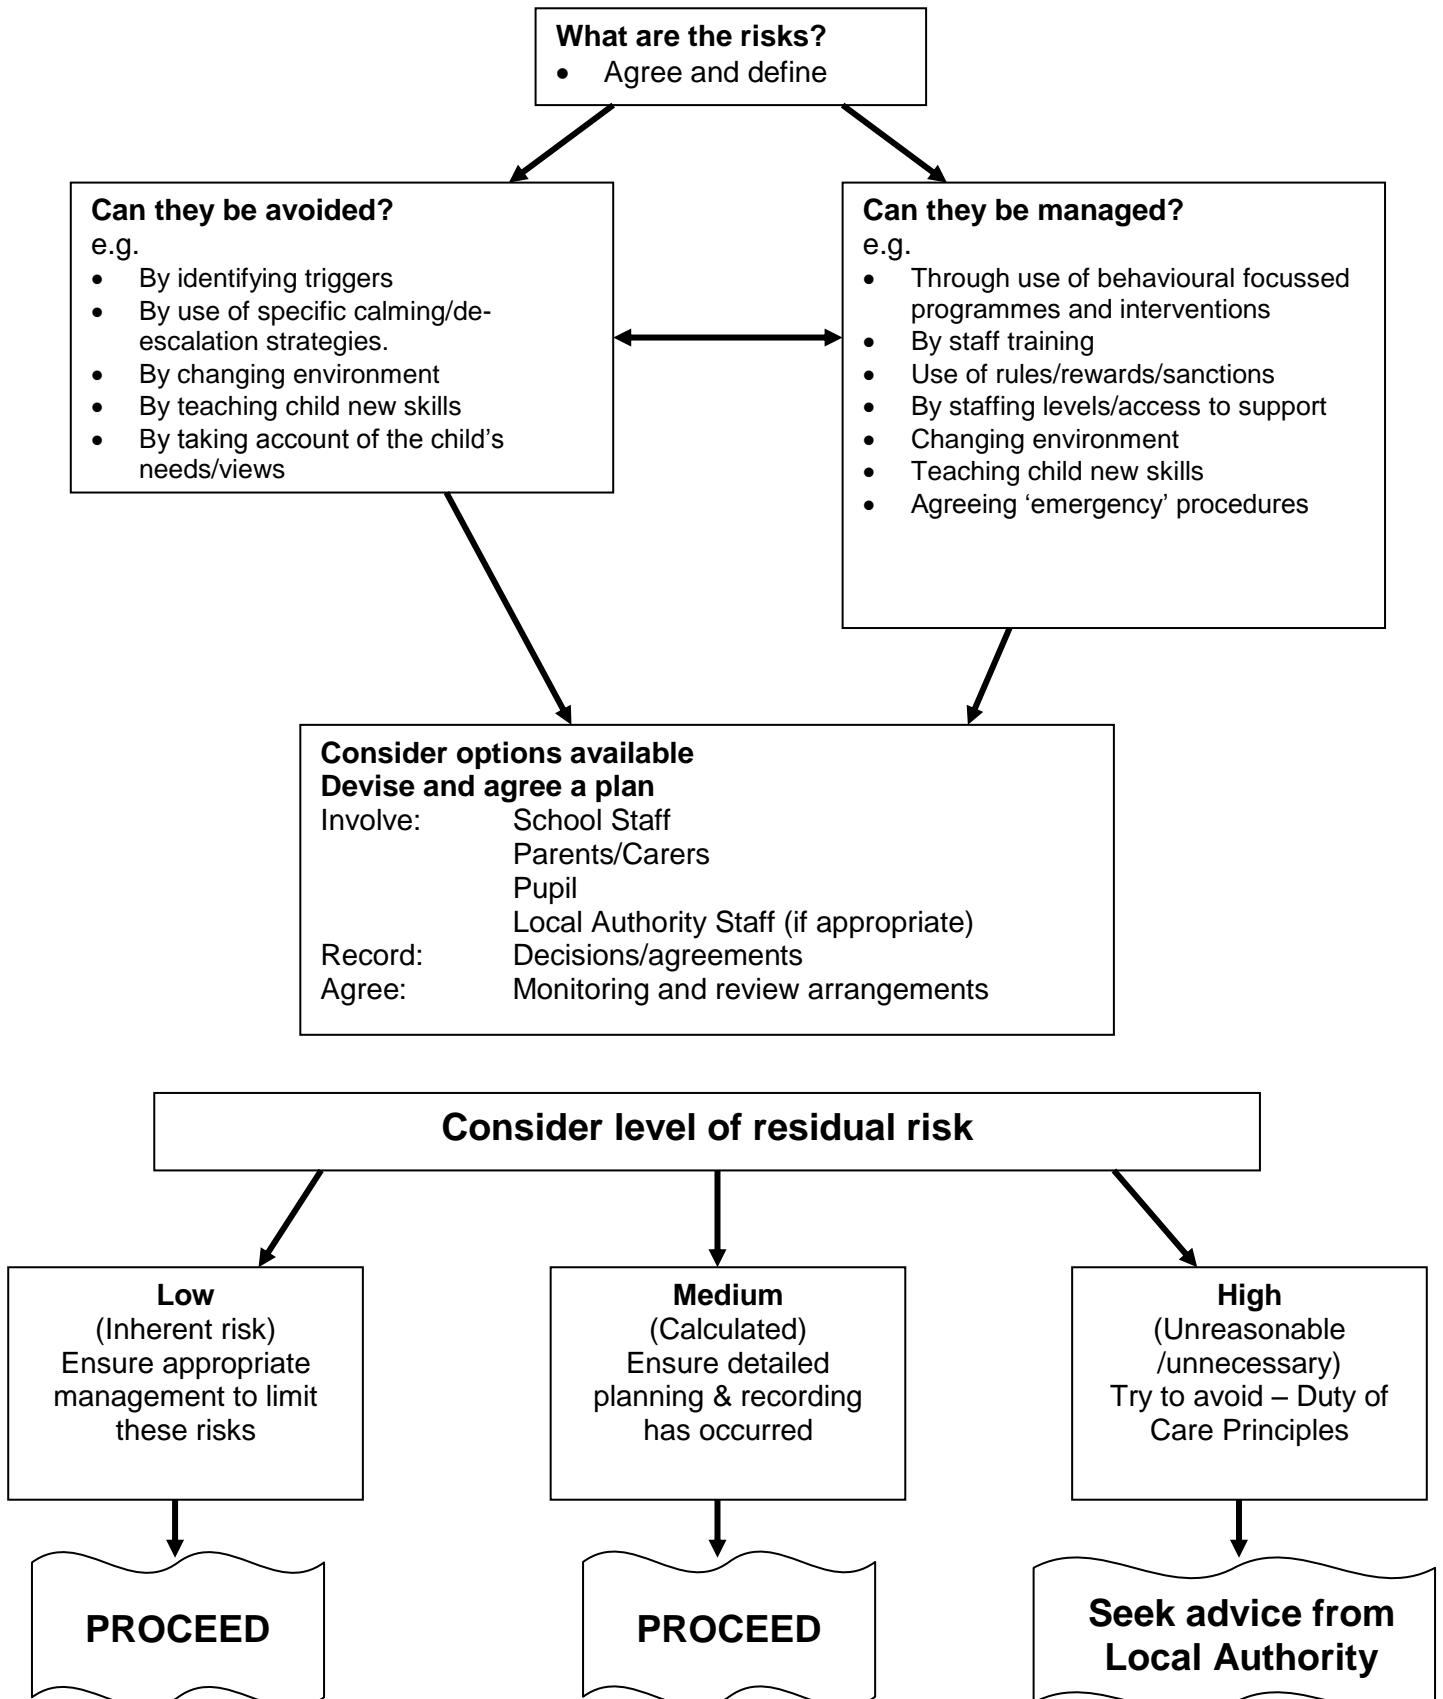 What are the risks?
• Agree and define
Can they be avoided?
e.g.
• By identifying triggers
• By use of specific calming/de-
escalation strategies.
• By changing environment
• By teaching child new skills
• By taking account of the child’s
needs/views
Can they be managed?
e.g.
• Through use of behavioural focussed
programmes and interventions
• By staff training
• Use of rules/rewards/sanctions
• By staffing levels/access to support
• Changing environment
• Teaching child new skills
• Agreeing ‘emergency’ procedures
Consider options available
Devise and agree a plan
Involve: School Staff
Parents/Carers
Pupil
Local Authority Staff (if appropriate)
Record: Decisions/agreements
Agree: Monitoring and review arrangements
Consider level of residual risk
Low
(Inherent risk)
Ensure appropriate
management to limit
these risks
Medium
(Calculated)
Ensure detailed
planning & recording
has occurred
High
(Unreasonable
/unnecessary)
Try to avoid – Duty of
Care Principles
PROCEED
PROCEED
Seek advice from
Local Authority